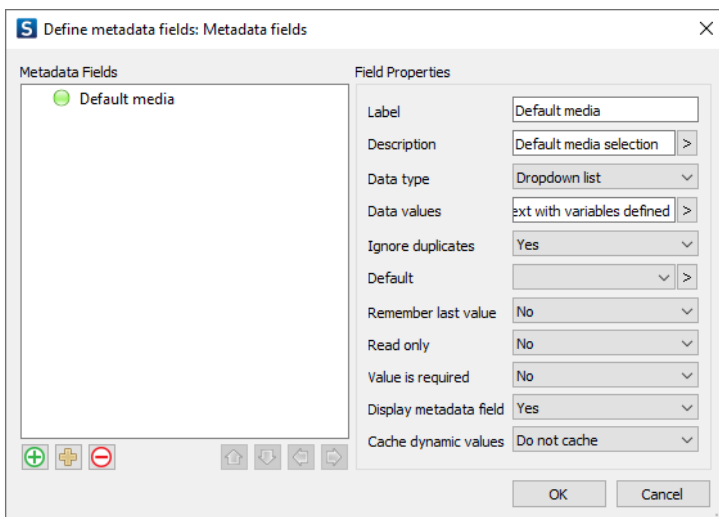 S Define metadata fields: Metadata fields
Metadata Fields
Default media
Field Properties
Label Default media
Description Default media selection >
Data type Dropdown list
Data values ext with variables defined >
Ignore duplicates Yes
Default >
Remember last value No
Read only No
Value is required No
Display metadata field Yes
Cache dynamic values Do not cache
OK Cancel